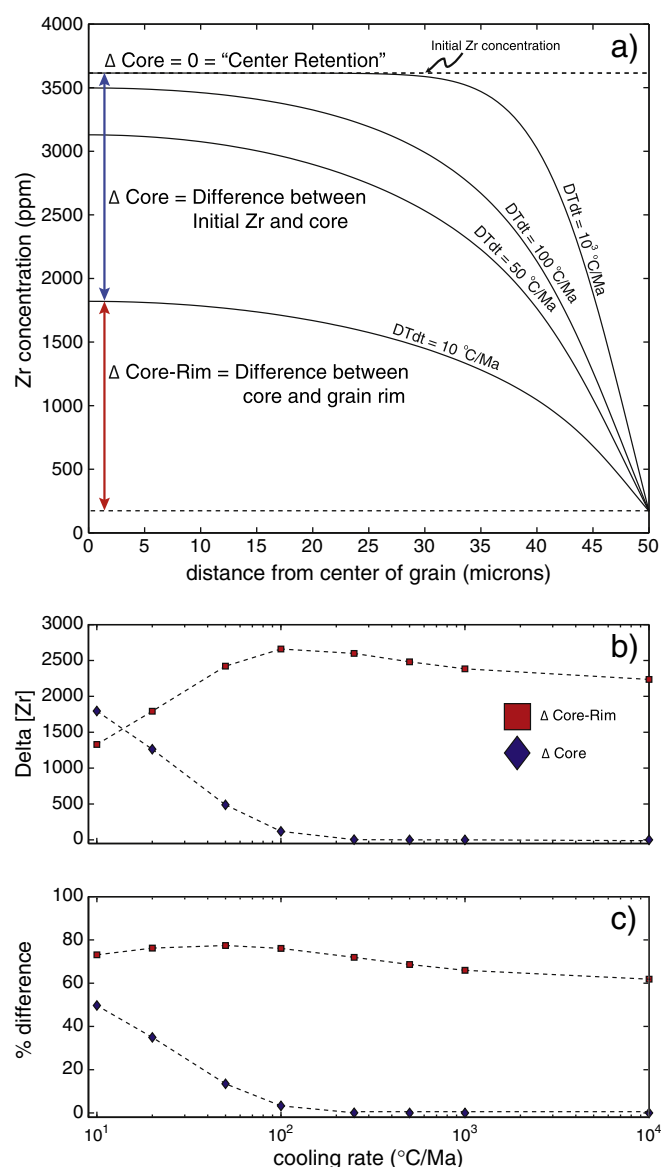 4000
3500
3000
2500
2000
1500
1000
500
0
Zr concentration (ppm)
a)
Δ Core = 0 = “Center Retention”
Initial Zr concentration
Δ Core = Difference between
Initial Zr and core
DTdt = 10³ °C/Ma
DTdt = 100 °C/Ma
DTdt = 50 °C/Ma
DTdt = 10 °C/Ma
Δ Core-Rim = Difference between
core and grain rim
0 5 10 15 20 25 30 35 40 45 50
distance from center of grain (microns)
b)
3000
2500
2000
1500
1000
500
0
Delta [Zr]
Δ Core-Rim
Δ Core
c)
100
80
60
40
20
0
% difference
10¹ 10² 10³ 10⁴
cooling rate (°C/Ma)